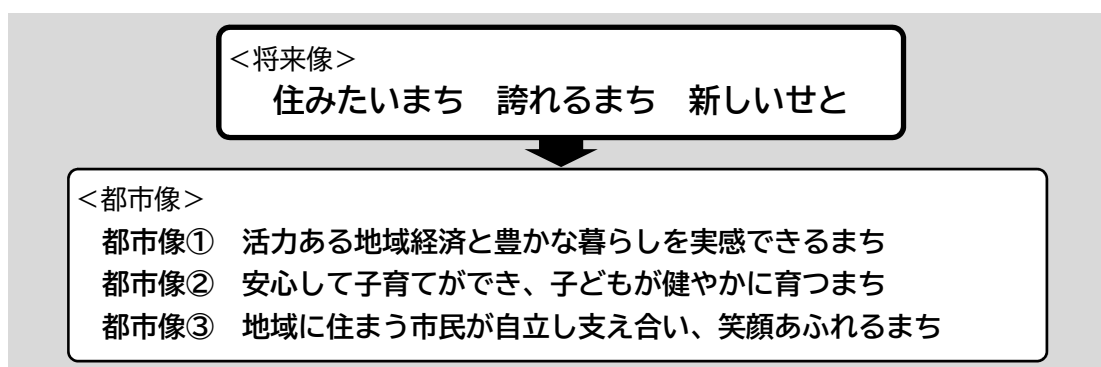 ＜将来像＞
住みたいまち　誇れるまち　新しいせと
＜都市像＞
都市像①　活力ある地域経済と豊かな暮らしを実感できるまち
都市像②　安心して子育てができ、子どもが健やかに育つまち
都市像③　地域に住まう市民が自立し支え合い、笑顔あふれるまち